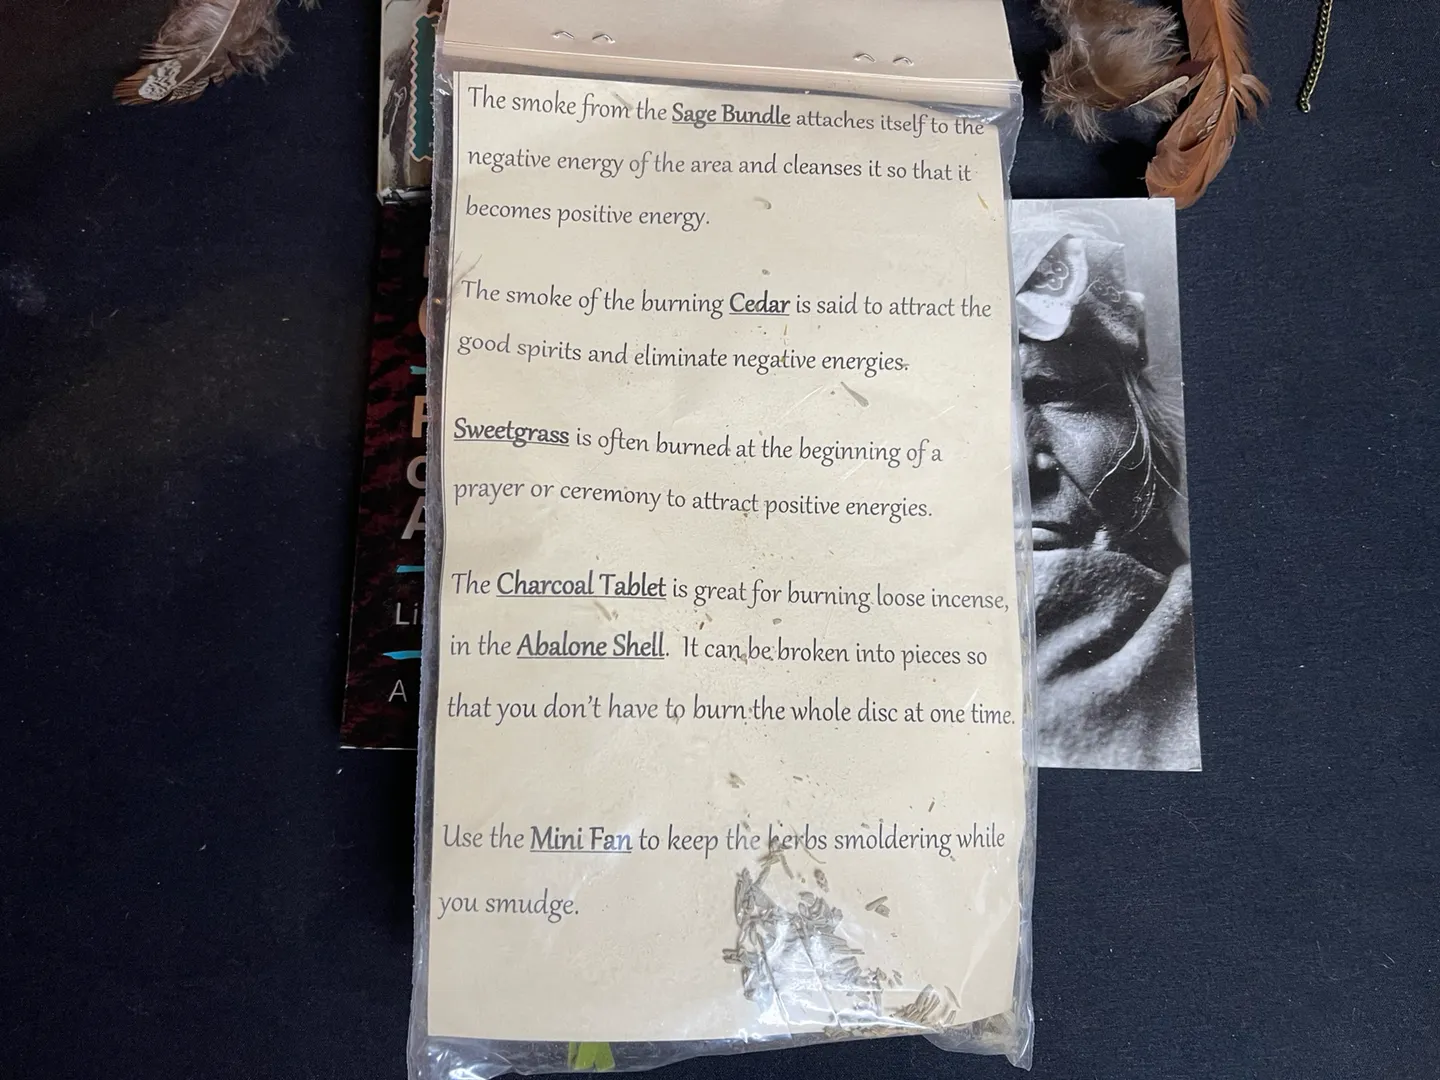 The smoke from the Sage Bundle attaches itself to the
negative energy of the area and cleanses it so that it
becomes positive energy.
The smoke of the burning Cedar is said to attract the
good spirits and eliminate negative energies.
Sweetgrass is often burned at the beginning of a
prayer or ceremony to attract positive energies.
The Charcoal Tablet is great for burning loose incense,
in the Abalone Shell. It can be broken into pieces so
that you don't have to burn the whole disc at one time.
Use the Mini Fan to keep the herbs smoldering while
you smudge.
A